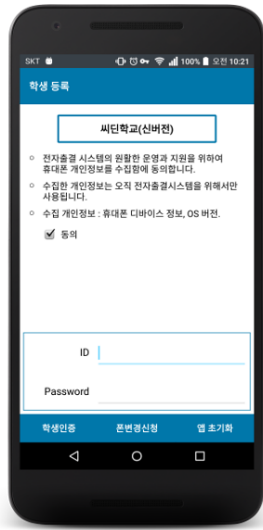 SKT 100% 오전 10:21
학생 등록
씨딘학교(신버전)
전자출결 시스템의 원활한 운영과 지원을 위하여
휴대폰 개인정보를 수집함에 동의합니다.
수집한 개인정보는 오직 전자출결시스템을 위해서만
사용됩니다.
수집 개인정보 : 휴대폰 디바이스 정보, OS 버전.
동의
ID
Password
학생인증 폰변경신청 앱 초기화